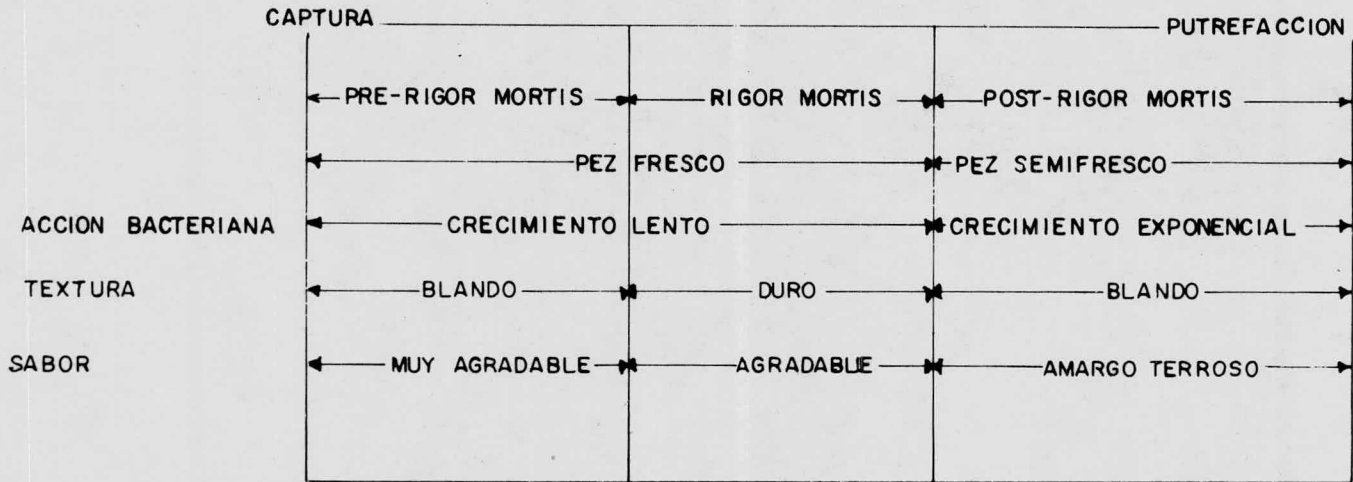 CAPTURA PUTREFACCION
PRE-RIGOR MORTIS RIGOR MORTIS POST-RIGOR MORTIS
PEZ FRESCO PEZ SEMIFRESCO
ACCION BACTERIANA CRECIMIENTO LENTO CRECIMIENTO EXPONENCIAL
TEXTURA BLANDO DURO BLANDO
SABOR MUY AGRADABLE AGRADABLE AMARGO TERROSO